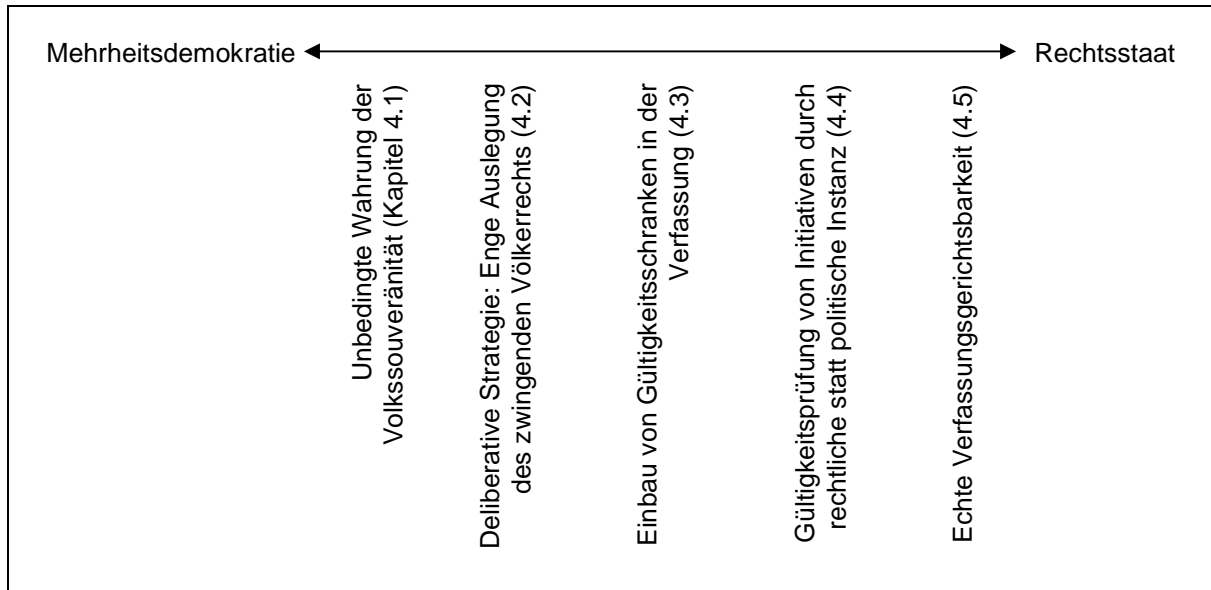 Mehrheitsdemokratie
Rechtsstaat
Unbedingte Wahrung der
Volkssouveränität (Kapitel 4.1)
Deliberative Strategie: Enge Auslegung
des zwingenden Völkerrechts (4.2)
Einbau von Gültigkeitsschranken in der
Verfassung (4.3)
Gültigkeitsprüfung von Initiativen durch
rechtliche statt politische Instanz (4.4)
Echte Verfassungsgerichtsbarkeit (4.5)